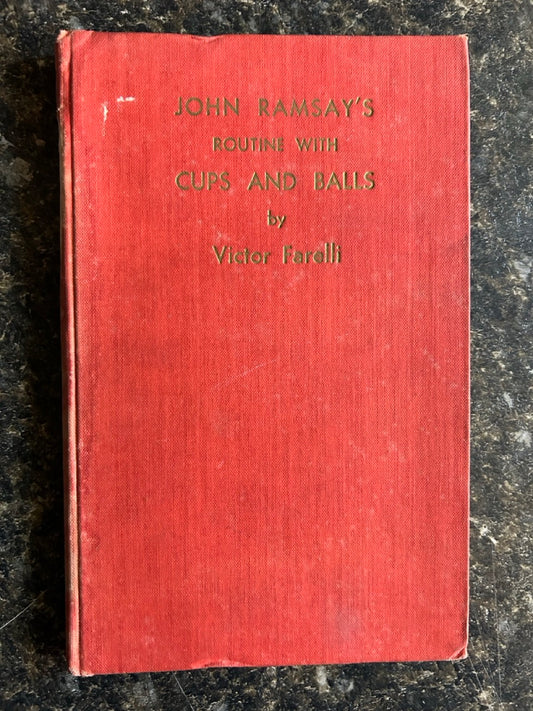 JOHN RAMSAY'S
ROUTINE WITH
CUPS AND BALLS
by
Victor Farelli